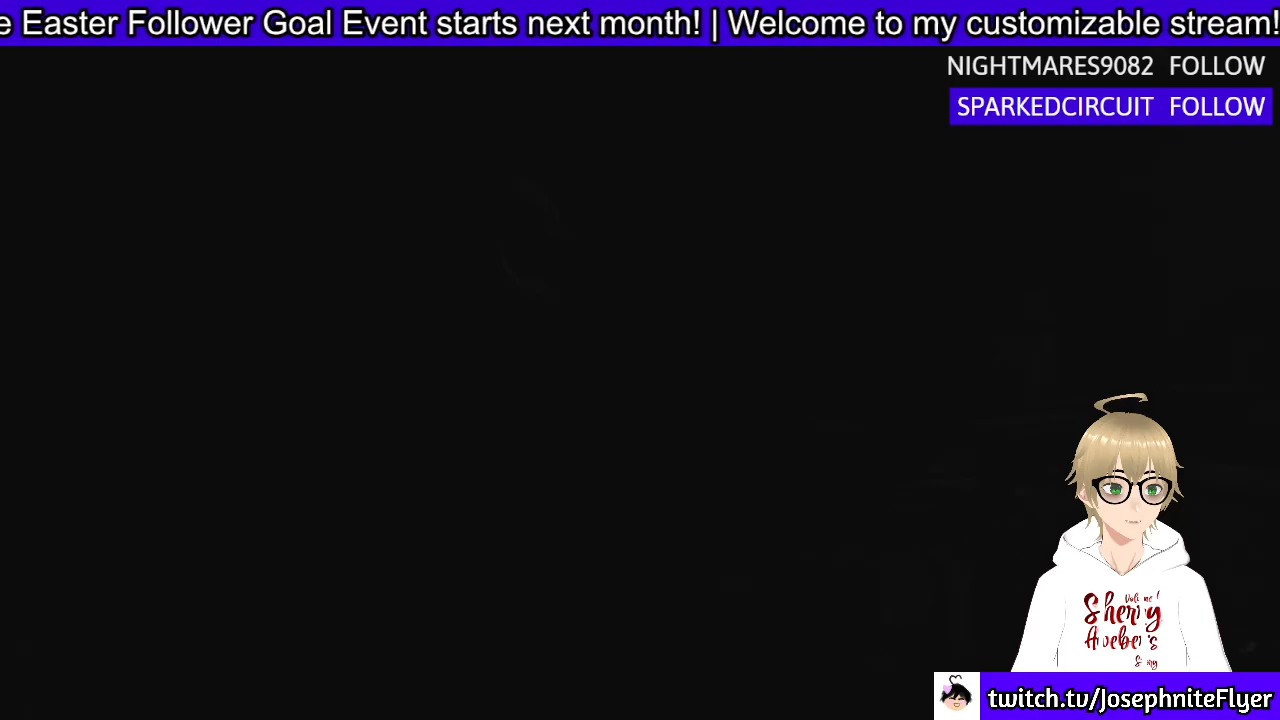 e Easter Follower Goal Event starts next month! | Welcome to my customizable stream!
NIGHTMARES9082 FOLLOW
SPARKEDCIRCUIT FOLLOW
Sherry
twitch.tv/JosephniteFlyer